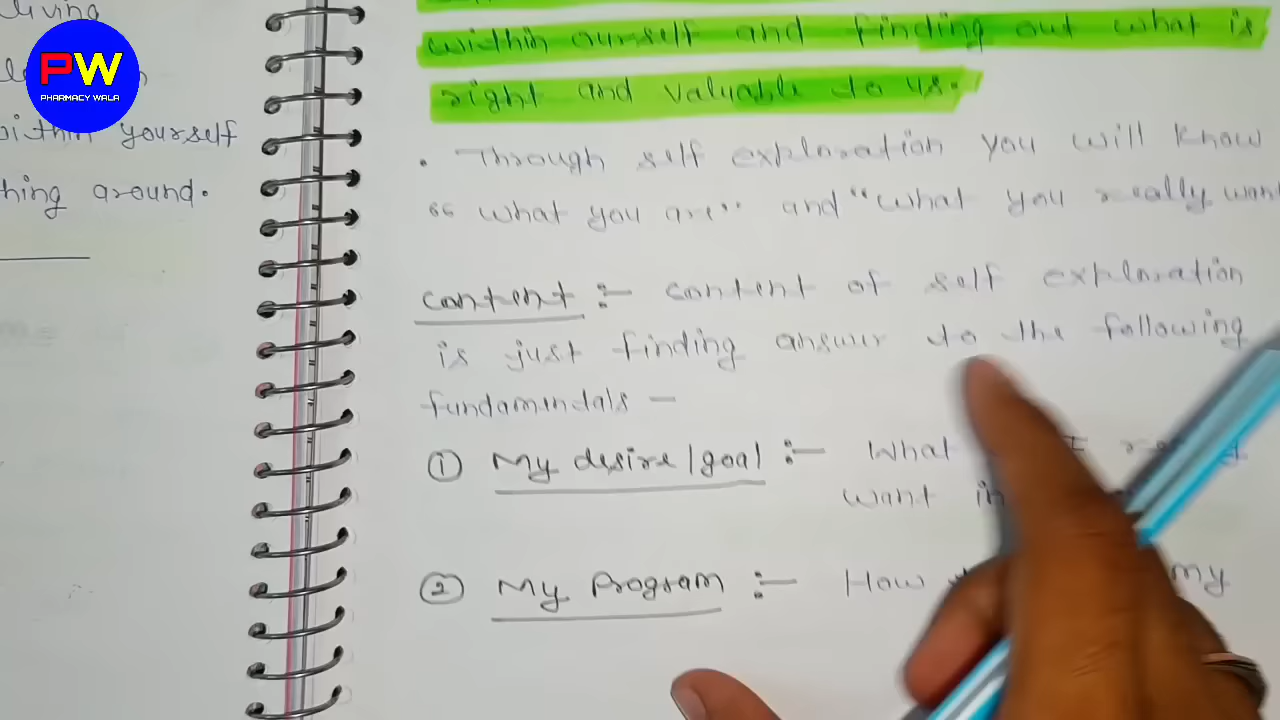 living
PW
PHARMACY WALA
within yourself
thing around.
within ourself and finding out what is
right and valuable to us.
• Through self exploration you will know
“ What you are” and “What you really want
Content :- content of self exploration
is just finding answer to the following
fundamendals —
① My desire/goal :- What I
want in
② My Program :- How my